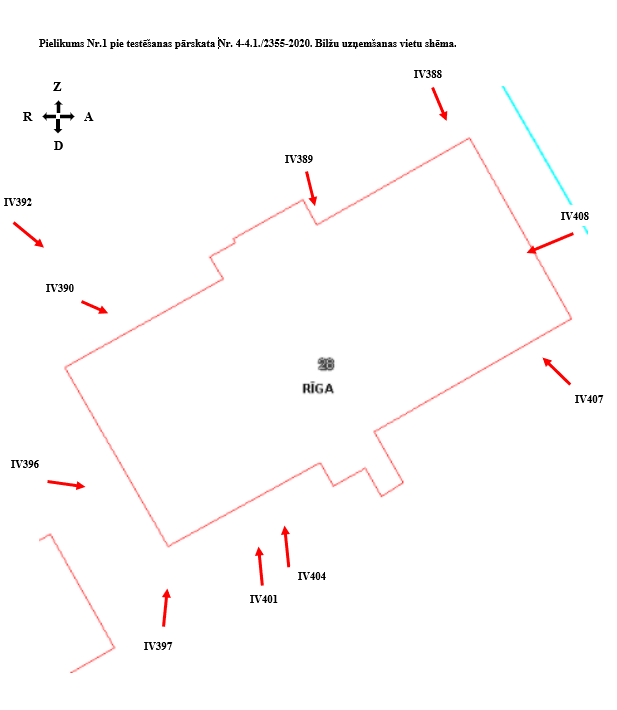 Pielikums Nr.1 pie testēšanas pārskata Nr. 4-4.1./2355-2020. Bilžu uzņemšanas vietu shēma.
IV388
Z
R A
D
IV389
IV392
IV408
IV390
28
RĪGA
IV407
IV396
IV404
IV401
IV397